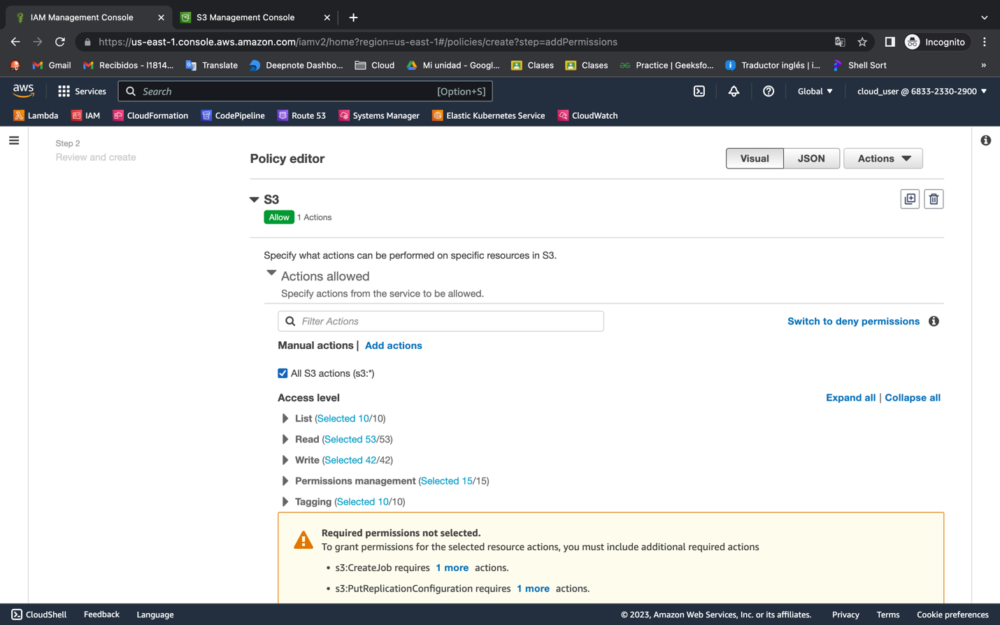 IAM Management Console
S3 Management Console
https://us-east-1.console.aws.amazon.com/iamv2/home?region=us-east-1#/policies/create?step=addPermissions
Incognito
Gmail
Recibidos - l1814...
Translate
Deepnote Dashbo...
Cloud
Mi unidad - Googl...
Clases
Clases
Practice | Geeksfo...
Traductor inglés | i...
Shell Sort
»
aws
Services
Search
[Option+S]
Global
cloud_user @ 6833-2330-2900
Lambda
IAM
CloudFormation
CodePipeline
Route 53
Systems Manager
Elastic Kubernetes Service
CloudWatch
Step 2
Review and create
Policy editor
Visual
JSON
Actions
S3
Allow
1 Actions
Specify what actions can be performed on specific resources in S3.
Actions allowed
Specify actions from the service to be allowed.
Filter Actions
Switch to deny permissions
Manual actions | Add actions
All S3 actions (s3:*)
Access level
Expand all | Collapse all
List (Selected 10/10)
Read (Selected 53/53)
Write (Selected 42/42)
Permissions management (Selected 15/15)
Tagging (Selected 10/10)
Required permissions not selected.
To grant permissions for the selected resource actions, you must include additional required actions
• s3:CreateJob requires 1 more actions.
• s3:PutReplicationConfiguration requires 1 more actions.
CloudShell
Feedback
Language
© 2023, Amazon Web Services, Inc. or its affiliates.
Privacy
Terms
Cookie preferences